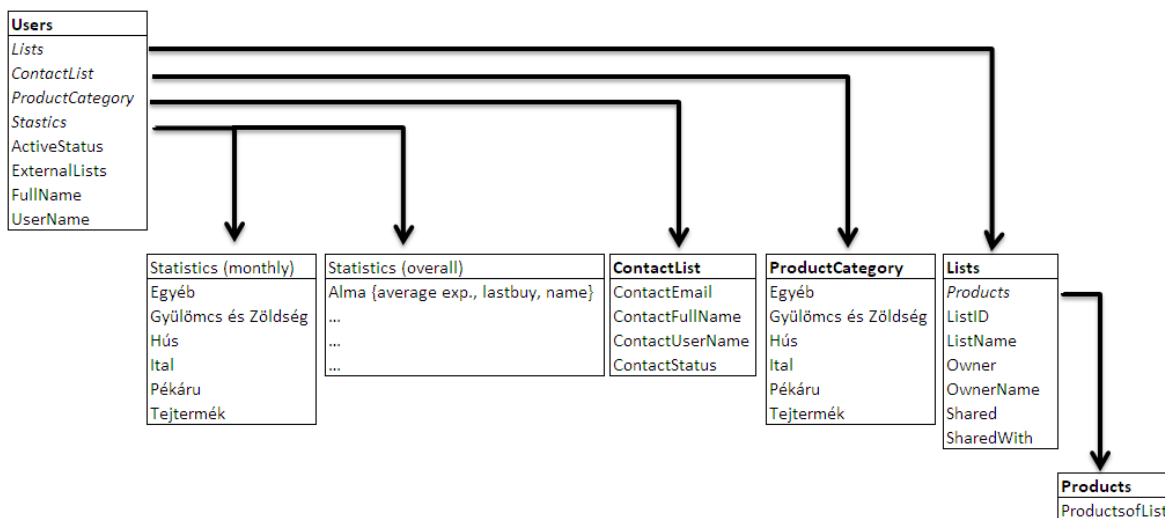 Users
Lists
ContactList
ProductCategory
Stastics
ActiveStatus
ExternalLists
FullName
UserName
Statistics (monthly)
Egyéb
Gyülömcs és Zöldség
Hús
Ital
Pékáru
Tejtermék
Statistics (overall)
Alma {average exp., lastbuy, name}
...
...
...
ContactList
ContactEmail
ContactFullName
ContactUserName
ContactStatus
ProductCategory
Egyéb
Gyülömcs és Zöldség
Hús
Ital
Pékáru
Tejtermék
Lists
Products
ListID
ListName
Owner
OwnerName
Shared
SharedWith
Products
ProductsofList